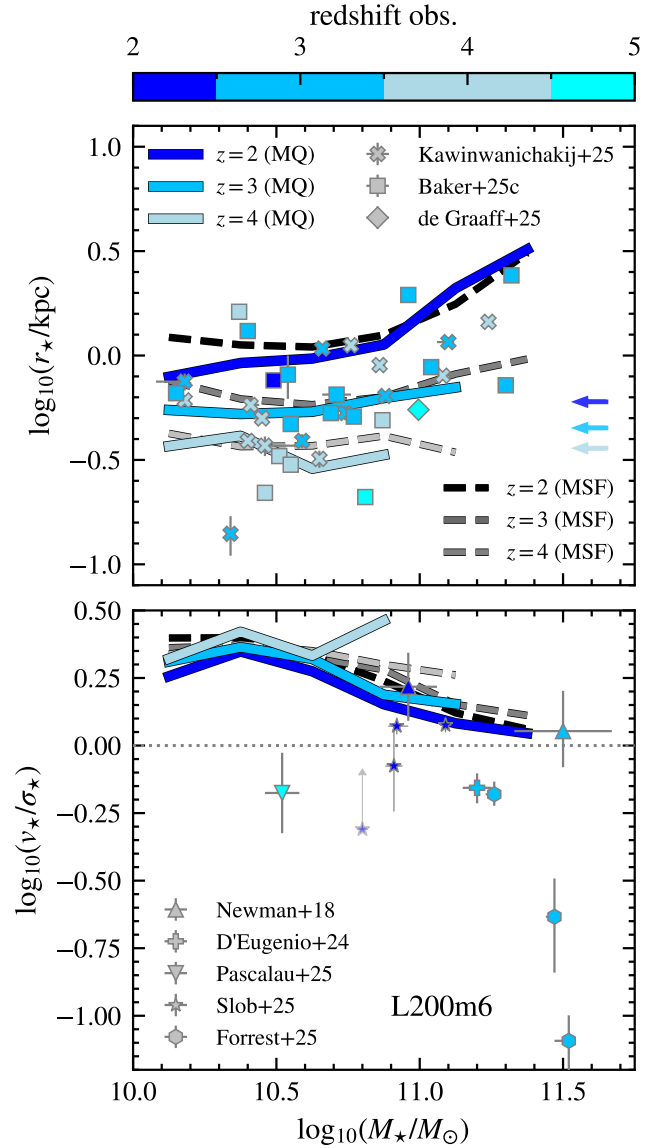 redshift obs.
2 3 4 5
1.0
0.5
0.0
−0.5
−1.0
log₁₀(r⋆/kpc)
z = 2 (MQ)
z = 3 (MQ)
z = 4 (MQ)
Kawinwanichakij+25
Baker+25c
de Graaff+25
z = 2 (MSF)
z = 3 (MSF)
z = 4 (MSF)
0.50
0.25
0.00
−0.25
−0.50
−0.75
−1.00
log₁₀(v⋆/σ⋆)
Newman+18
D'Eugenio+24
Pascalau+25
Slob+25
Forrest+25
L200m6
10.0 10.5 11.0 11.5
log₁₀(M⋆/M⊙)